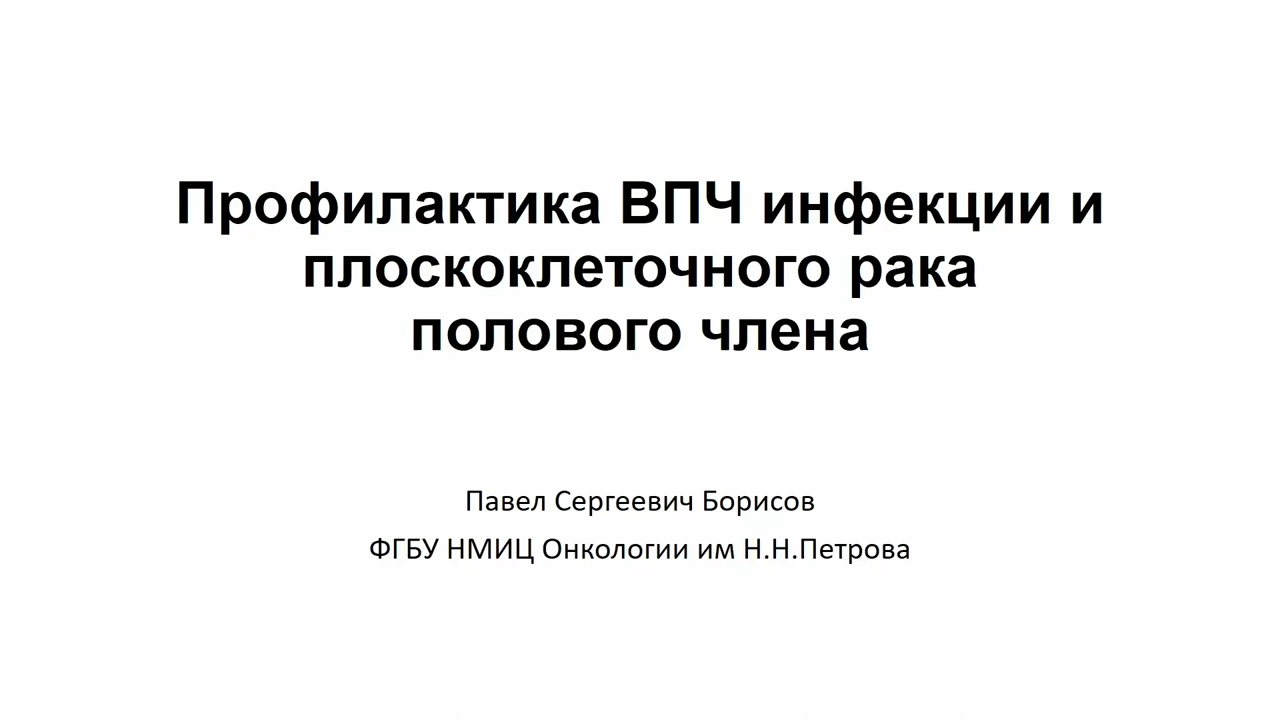 Профилактика ВПЧ инфекции и
плоскоклеточного рака
полового члена
Павел Сергеевич Борисов
ФГБУ НМИЦ Онкологии им Н.Н.Петрова